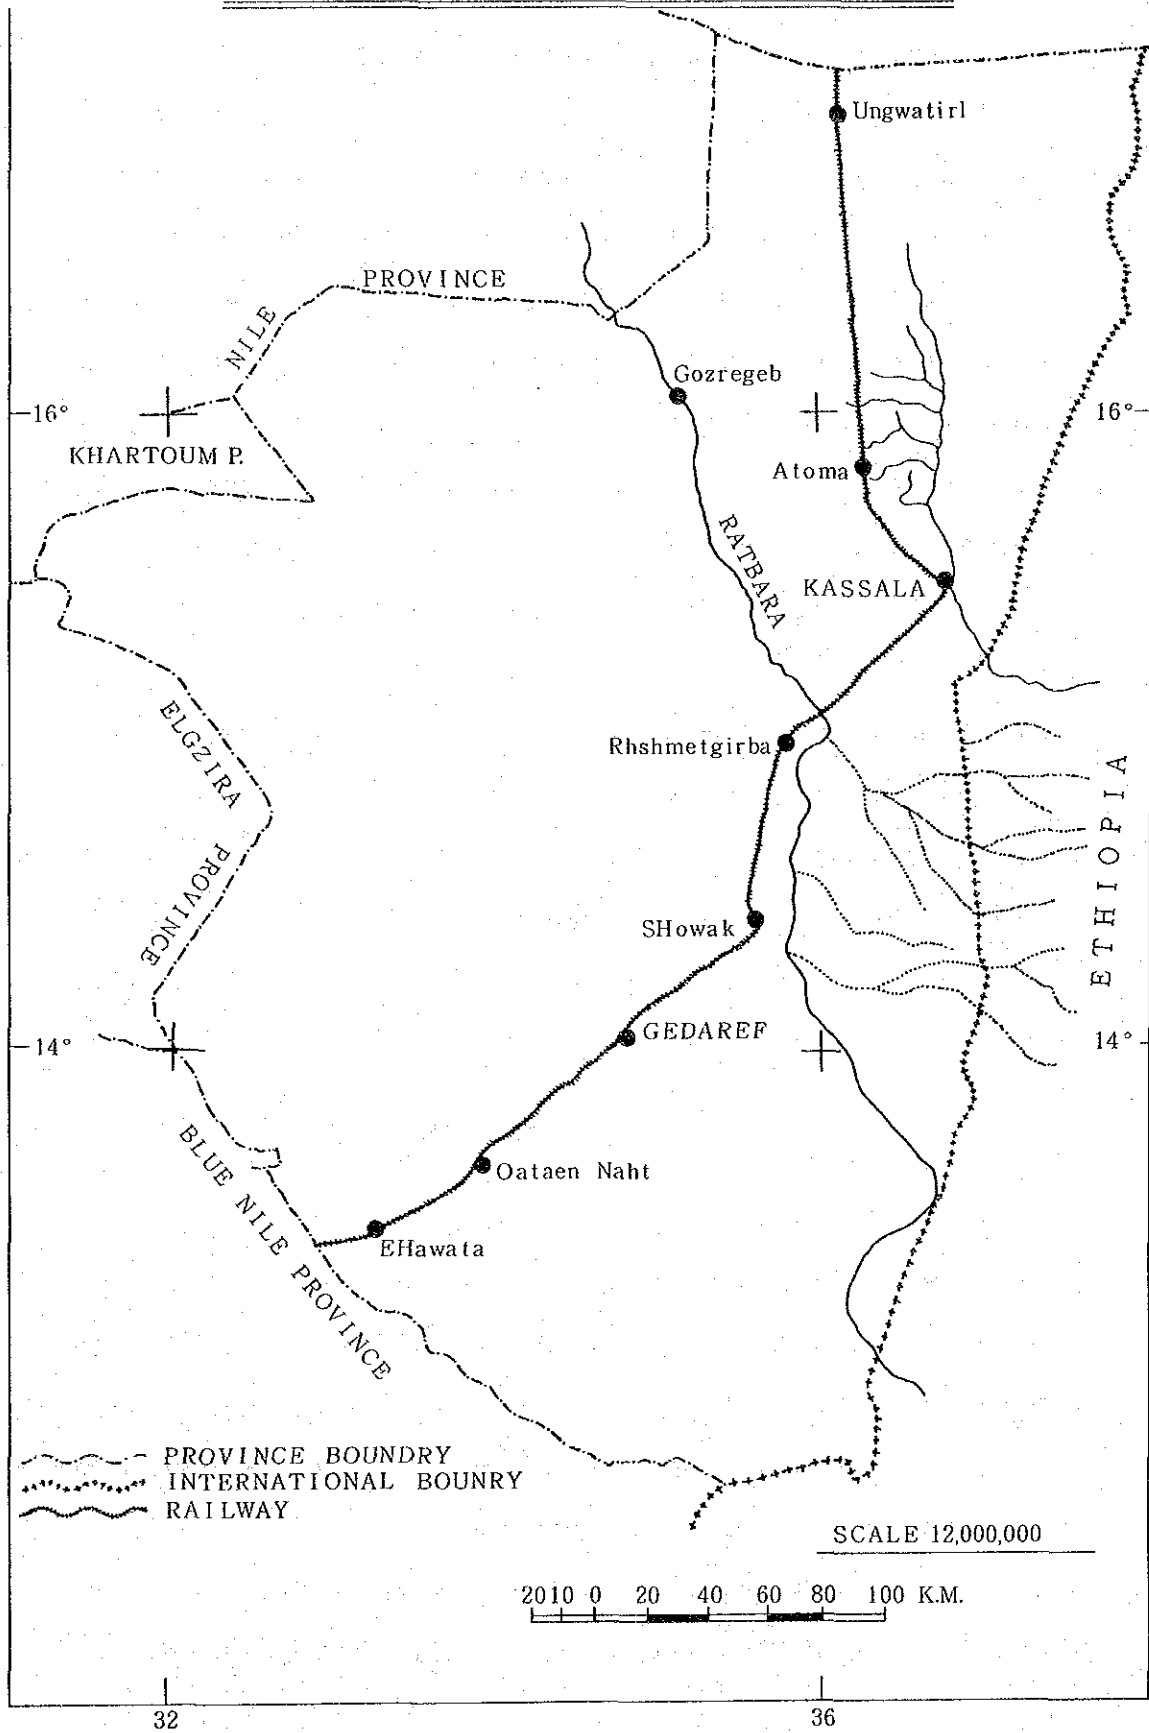 Ungwatirl
PROVINCE
NILE
Gozregeb
16°
16°
KHARTOUM P.
Atoma
RATBARA
KASSALA
ELGZIRA
Rhshmetgirba
ETHIOPIA
PROVINCE
SHowak
GEDAREF
14°
14°
BLUE NILE PROVINCE
Oataen Naht
EHawata
PROVINCE BOUNDRY
INTERNATIONAL BOUNRY
RAILWAY
SCALE 12,000,000
2010 0 20 40 60 80 100 K.M.
32
36